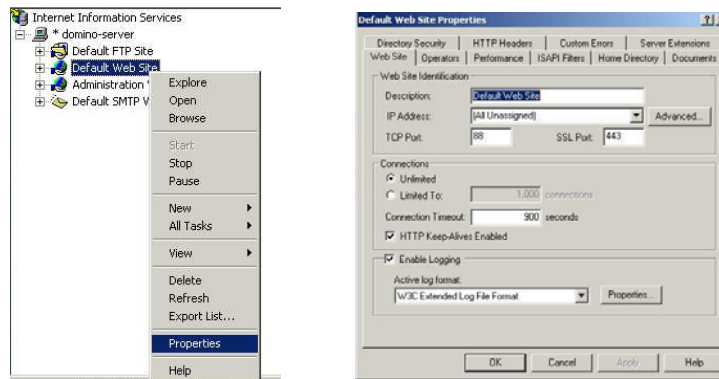 Internet Information Services
* domino-server
Default FTP Site
Default Web Site
Administration
Default SMTP V
Explore
Open
Browse
Start
Stop
Pause
New
All Tasks
View
Delete
Refresh
Export List...
Properties
Help
Default Web Site Properties
Directory Security HTTP Headers Custom Errors Server Extensions
Web Site Operators Performance ISAPI Filters Home Directory Documents
Web Site Identification
Description: Default Web Site
IP Address: (All Unassigned) Advanced...
TCP Port: 88 SSL Port: 443
Connections
Unlimited
Limited To: 1,000 connections
Connection Timeout: 900 seconds
HTTP Keep-Alives Enabled
Enable Logging
Active log format:
W3C Extended Log File Format Properties...
OK Cancel Apply Help